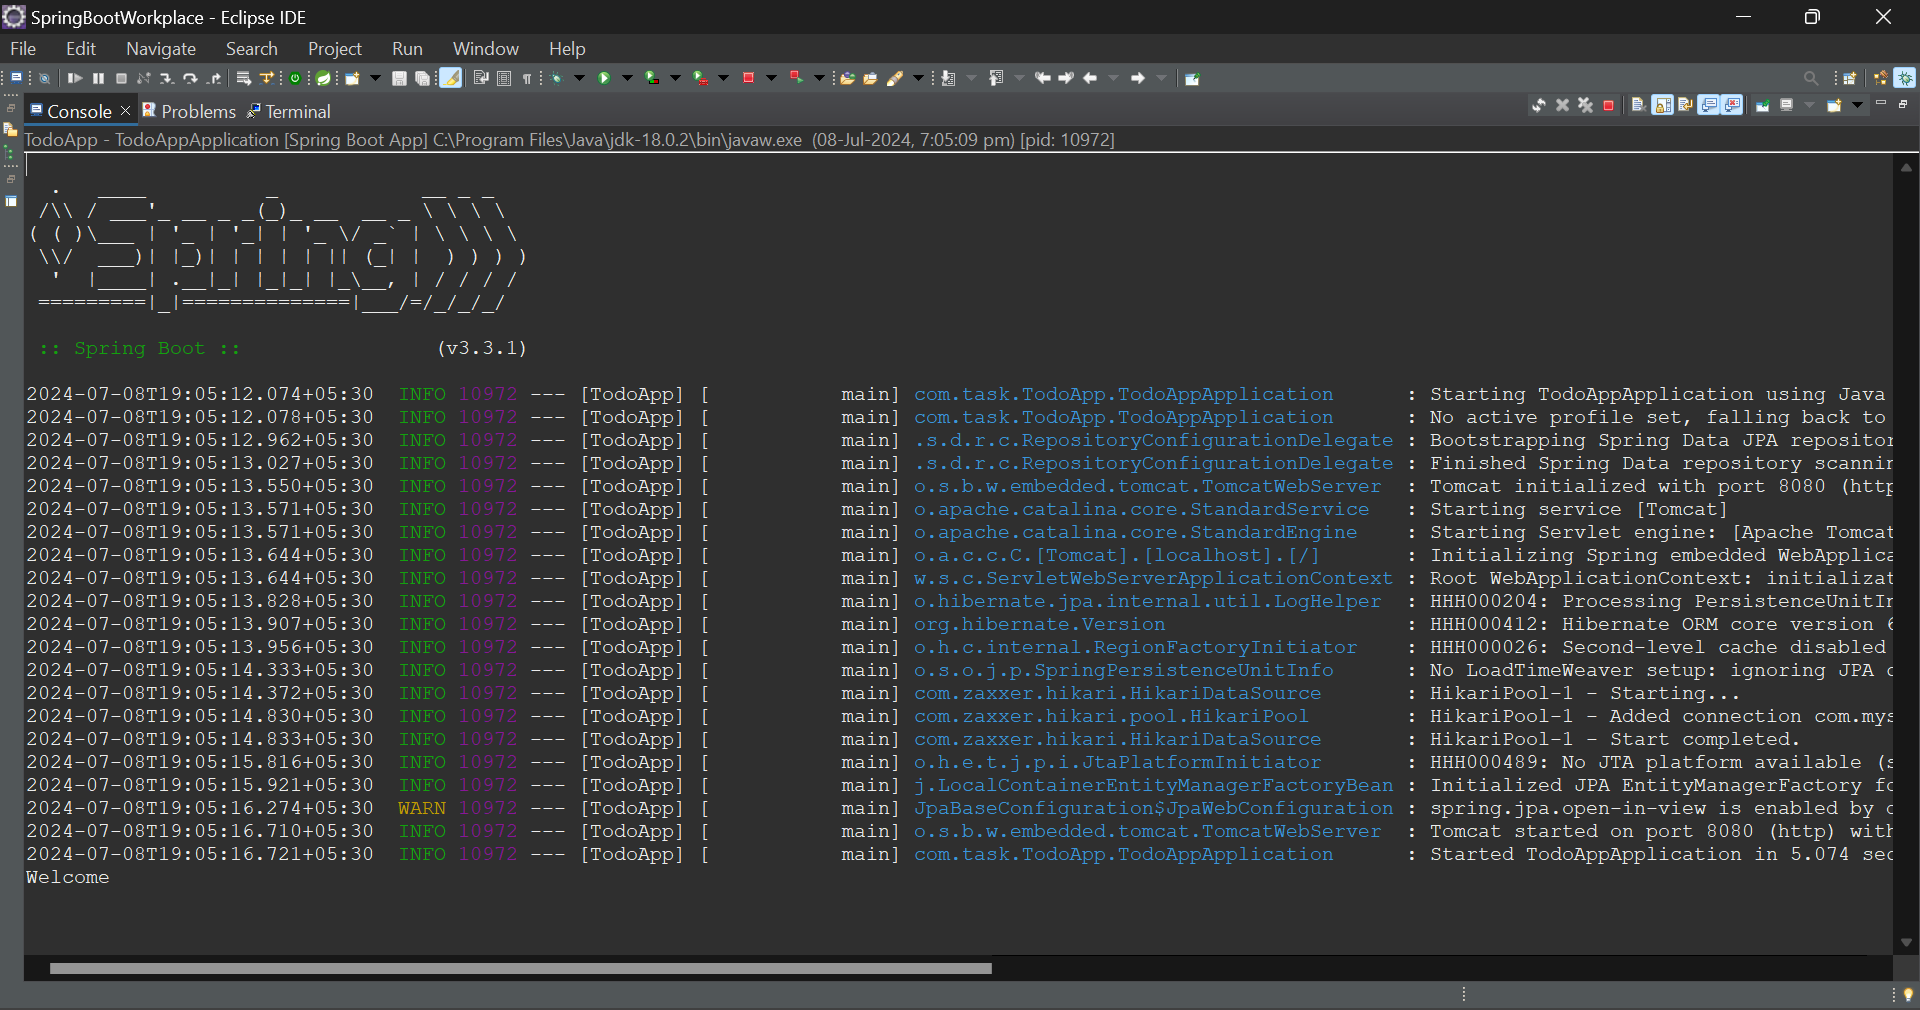 SpringBootWorkplace - Eclipse IDE
File Edit Navigate Search Project Run Window Help
Console Problems Terminal
TodoApp - TodoAppApplication [Spring Boot App] C:\Program Files\Java\jdk-18.0.2\bin\javaw.exe (08-Jul-2024, 7:05:09 pm) [pid: 10972]
:: Spring Boot :: (v3.3.1)
2024-07-08T19:05:12.074+05:30 INFO 10972 --- [TodoApp] [ main] com.task.TodoApp.TodoAppApplication : Starting TodoAppApplication using Java
2024-07-08T19:05:12.078+05:30 INFO 10972 --- [TodoApp] [ main] com.task.TodoApp.TodoAppApplication : No active profile set, falling back to
2024-07-08T19:05:12.962+05:30 INFO 10972 --- [TodoApp] [ main] .s.d.r.c.RepositoryConfigurationDelegate : Bootstrapping Spring Data JPA repositor
2024-07-08T19:05:13.027+05:30 INFO 10972 --- [TodoApp] [ main] .s.d.r.c.RepositoryConfigurationDelegate : Finished Spring Data repository scannin
2024-07-08T19:05:13.550+05:30 INFO 10972 --- [TodoApp] [ main] o.s.b.w.embedded.tomcat.TomcatWebServer : Tomcat initialized with port 8080 (http
2024-07-08T19:05:13.571+05:30 INFO 10972 --- [TodoApp] [ main] o.apache.catalina.core.StandardService : Starting service [Tomcat]
2024-07-08T19:05:13.571+05:30 INFO 10972 --- [TodoApp] [ main] o.apache.catalina.core.StandardEngine : Starting Servlet engine: [Apache Tomcat
2024-07-08T19:05:13.644+05:30 INFO 10972 --- [TodoApp] [ main] o.a.c.c.C.[Tomcat].[localhost].[/] : Initializing Spring embedded WebApplica
2024-07-08T19:05:13.644+05:30 INFO 10972 --- [TodoApp] [ main] w.s.c.ServletWebServerApplicationContext : Root WebApplicationContext: initializat
2024-07-08T19:05:13.828+05:30 INFO 10972 --- [TodoApp] [ main] o.hibernate.jpa.internal.util.LogHelper : HHH000204: Processing PersistenceUnitIn
2024-07-08T19:05:13.907+05:30 INFO 10972 --- [TodoApp] [ main] org.hibernate.Version : HHH000412: Hibernate ORM core version 6
2024-07-08T19:05:13.956+05:30 INFO 10972 --- [TodoApp] [ main] o.h.c.internal.RegionFactoryInitiator : HHH000026: Second-level cache disabled
2024-07-08T19:05:14.333+05:30 INFO 10972 --- [TodoApp] [ main] o.s.o.j.p.SpringPersistenceUnitInfo : No LoadTimeWeaver setup: ignoring JPA c
2024-07-08T19:05:14.372+05:30 INFO 10972 --- [TodoApp] [ main] com.zaxxer.hikari.HikariDataSource : HikariPool-1 - Starting...
2024-07-08T19:05:14.830+05:30 INFO 10972 --- [TodoApp] [ main] com.zaxxer.hikari.pool.HikariPool : HikariPool-1 - Added connection com.mys
2024-07-08T19:05:14.833+05:30 INFO 10972 --- [TodoApp] [ main] com.zaxxer.hikari.HikariDataSource : HikariPool-1 - Start completed.
2024-07-08T19:05:15.816+05:30 INFO 10972 --- [TodoApp] [ main] o.h.e.t.j.p.i.JtaPlatformInitiator : HHH000489: No JTA platform available (s
2024-07-08T19:05:15.921+05:30 INFO 10972 --- [TodoApp] [ main] j.LocalContainerEntityManagerFactoryBean : Initialized JPA EntityManagerFactory fo
2024-07-08T19:05:16.274+05:30 WARN 10972 --- [TodoApp] [ main] JpaBaseConfiguration$JpaWebConfiguration : spring.jpa.open-in-view is enabled by d
2024-07-08T19:05:16.710+05:30 INFO 10972 --- [TodoApp] [ main] o.s.b.w.embedded.tomcat.TomcatWebServer : Tomcat started on port 8080 (http) with
2024-07-08T19:05:16.721+05:30 INFO 10972 --- [TodoApp] [ main] com.task.TodoApp.TodoAppApplication : Started TodoAppApplication in 5.074 sec
Welcome